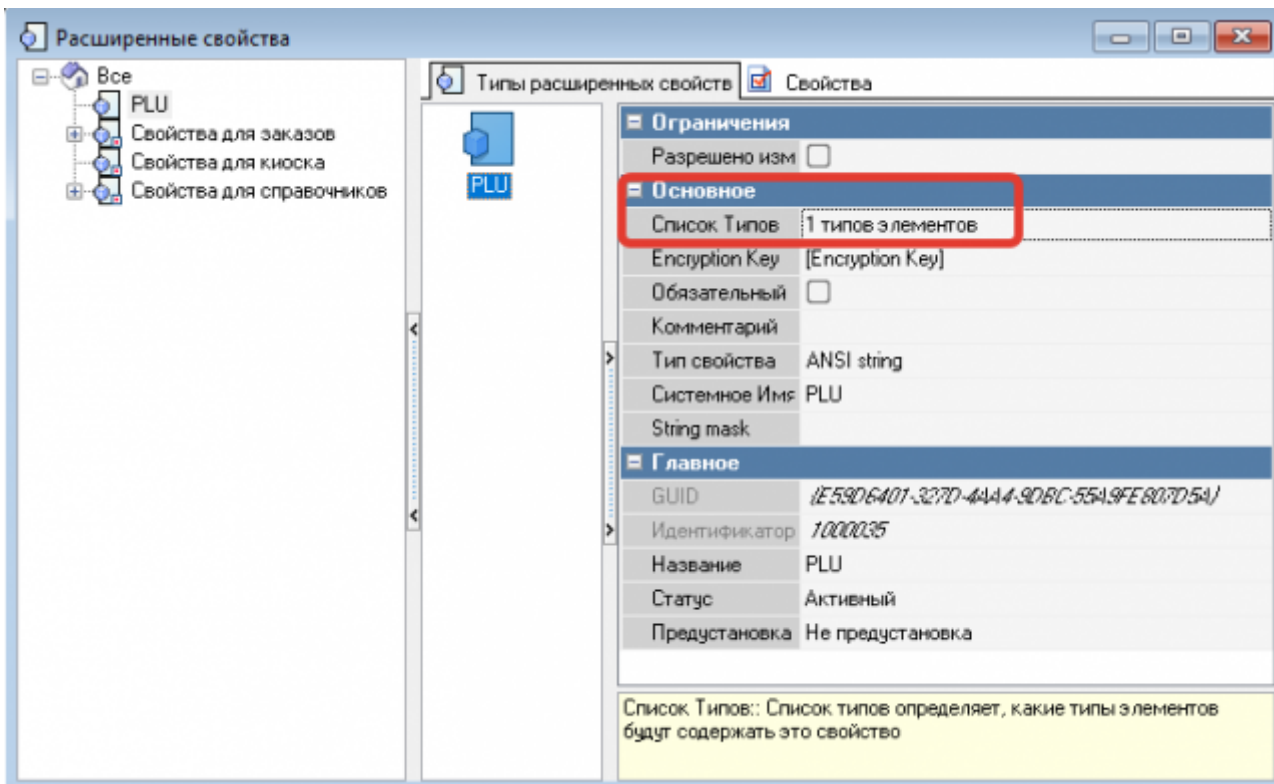 Расширенные свойства
Все
PLU
Свойства для заказов
Свойства для киоска
Свойства для справочников
Типы расширенных свойств
Свойства
PLU
Ограничения
Разрешено изм
Основное
Список Типов 1 типов элементов
Encryption Key [Encryption Key]
Обязательный
Комментарий
Тип свойства ANSI string
Системное Имя PLU
String mask
Главное
GUID {E59D6401-327D-4AA4-9DBC-55A9FE807D5A}
Идентификатор 1000035
Название PLU
Статус Активный
Предустановка Не предустановка
Список Типов:: Список типов определяет, какие типы элементов
будут содержать это свойство